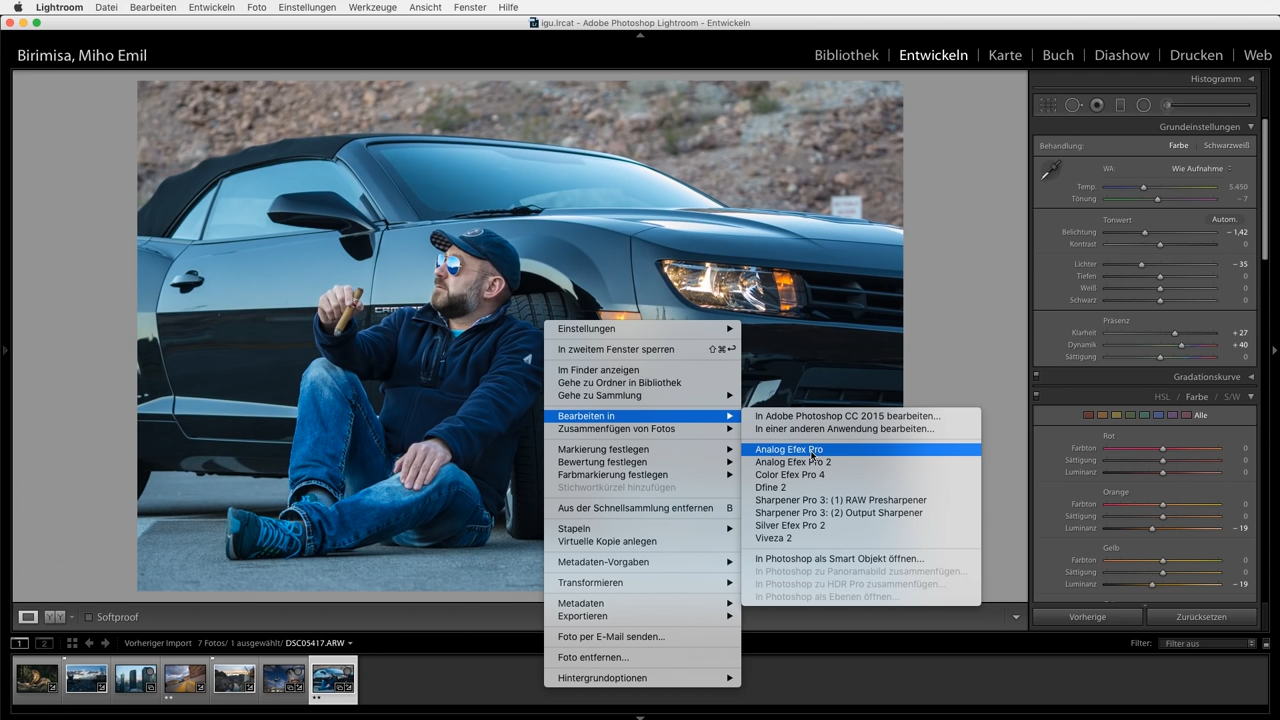 Lightroom Datei Bearbeiten Entwickeln Foto Einstellungen Werkzeuge Ansicht Fenster Hilfe
igu.lrcat - Adobe Photoshop Lightroom - Entwickeln
Birimisa, Miho Emil
Bibliothek Entwickeln Karte Buch Diashow Drucken Web
Histogramm
Grundeinstellungen
Behandlung: Farbe Schwarzweiß
WA: Wie Aufnahme
Temp. 5.450
Tönung - 7
Tonwert Autom.
Belichtung - 1,42
Kontrast 0
Lichter - 35
Tiefen 0
Weiß 0
Schwarz 0
Präsenz
Klarheit + 27
Dynamik + 40
Sättigung 0
Gradationskurve
HSL / Farbe / S/W
Alle
Rot
Farbton 0
Sättigung 0
Luminanz 0
Orange
Farbton 0
Sättigung 0
Luminanz - 19
Gelb
Farbton 0
Sättigung 0
Luminanz - 19
Vorherige Zurücksetzen
Einstellungen
In zweitem Fenster sperren ⇧⌘↩
Im Finder anzeigen
Gehe zu Ordner in Bibliothek
Gehe zu Sammlung
Bearbeiten in
Zusammenfügen von Fotos
Markierung festlegen
Bewertung festlegen
Farbmarkierung festlegen
Stichwortkürzel hinzufügen
Aus der Schnellsammlung entfernen B
Stapeln
Virtuelle Kopie anlegen
Metadaten-Vorgaben
Transformieren
Metadaten
Exportieren
Foto per E-Mail senden...
Foto entfernen...
Hintergrundoptionen
In Adobe Photoshop CC 2015 bearbeiten...
In einer anderen Anwendung bearbeiten...
Analog Efex Pro
Analog Efex Pro 2
Color Efex Pro 4
Dfine 2
Sharpener Pro 3: (1) RAW Presharpener
Sharpener Pro 3: (2) Output Sharpener
Silver Efex Pro 2
Viveza 2
In Photoshop als Smart Objekt öffnen...
In Photoshop zu Panoramabild zusammenfügen...
In Photoshop zu HDR Pro zusammenfügen...
In Photoshop als Ebenen öffnen...
Softproof
1 2 Vorheriger Import 7 Fotos/ 1 ausgewählt/ DSC05417.ARW Filter: Filter aus